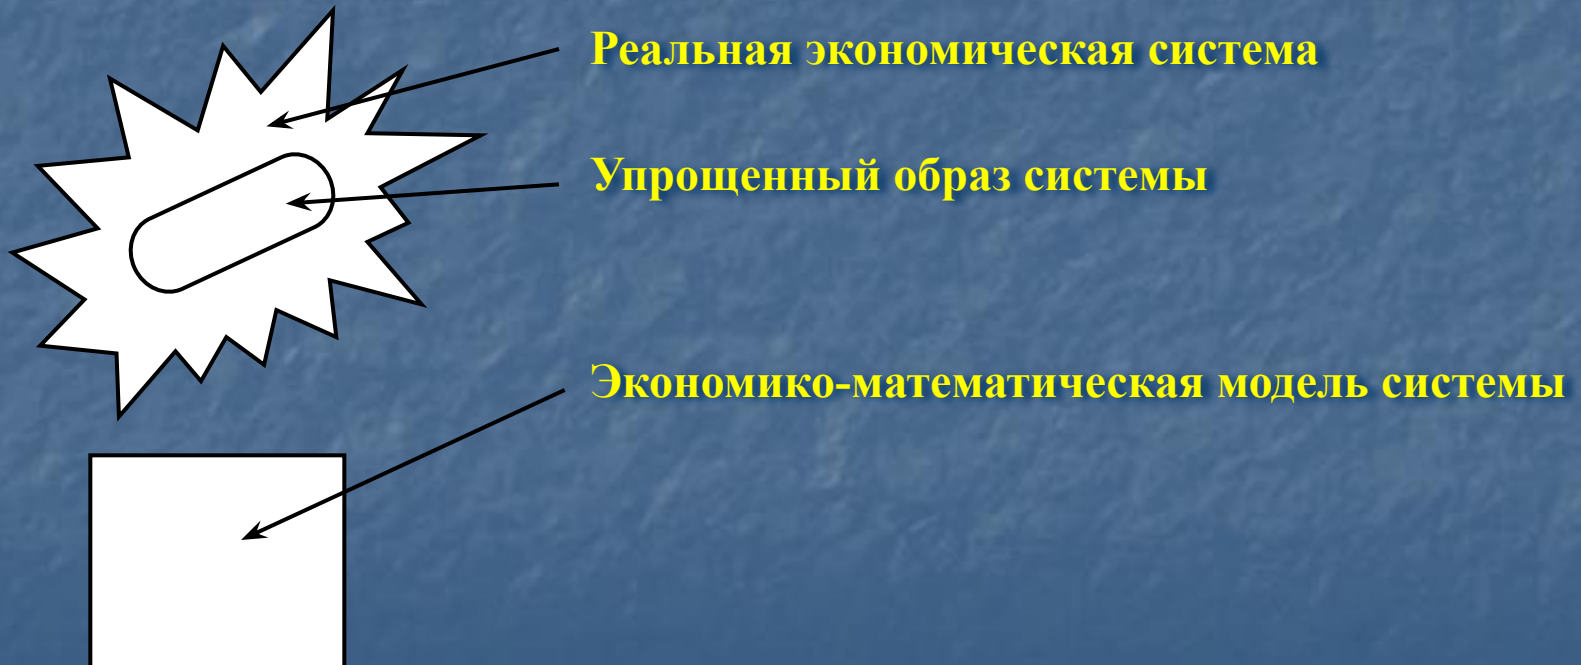 Реальная экономическая система
Упрощенный образ системы
Экономико-математическая модель системы